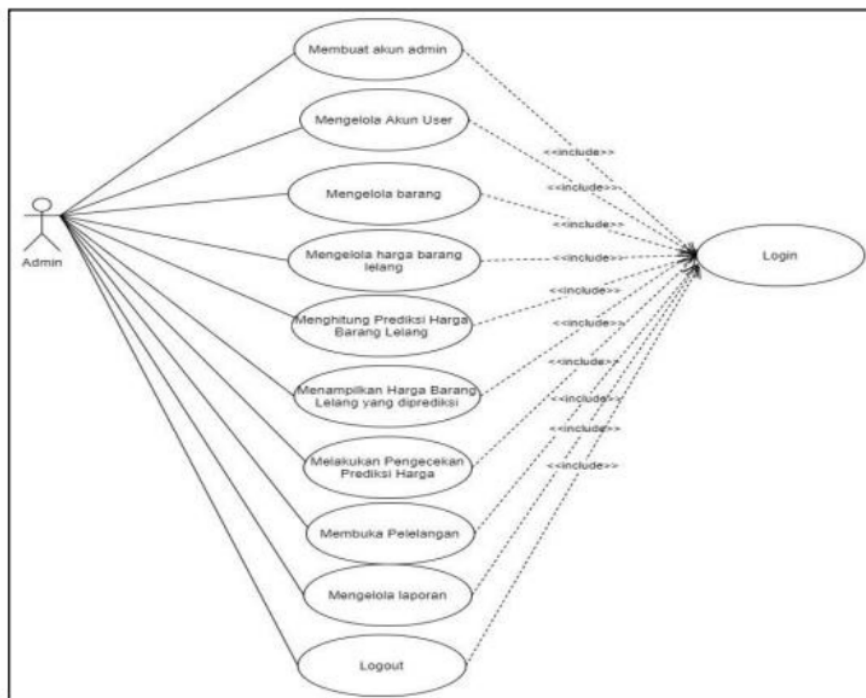 Membuat akun admin
Mengelola Akun User
<<include>>
<<include>>
Mengelola barang
<<include>>
Admin
Mengelola harga barang
lelang
<<include>>
Login
<<include>>
Menghitung Prediksi Harga
Barang Lelang
<<include>>
<<include>>
Menampilkan Harga Barang
Lelang yang diprediksi
<<include>>
<<include>>
Melakukan Pengecekan
Prediksi Harga
<<include>>
Membuka Pelelangan
Mengelola laporan
Logout